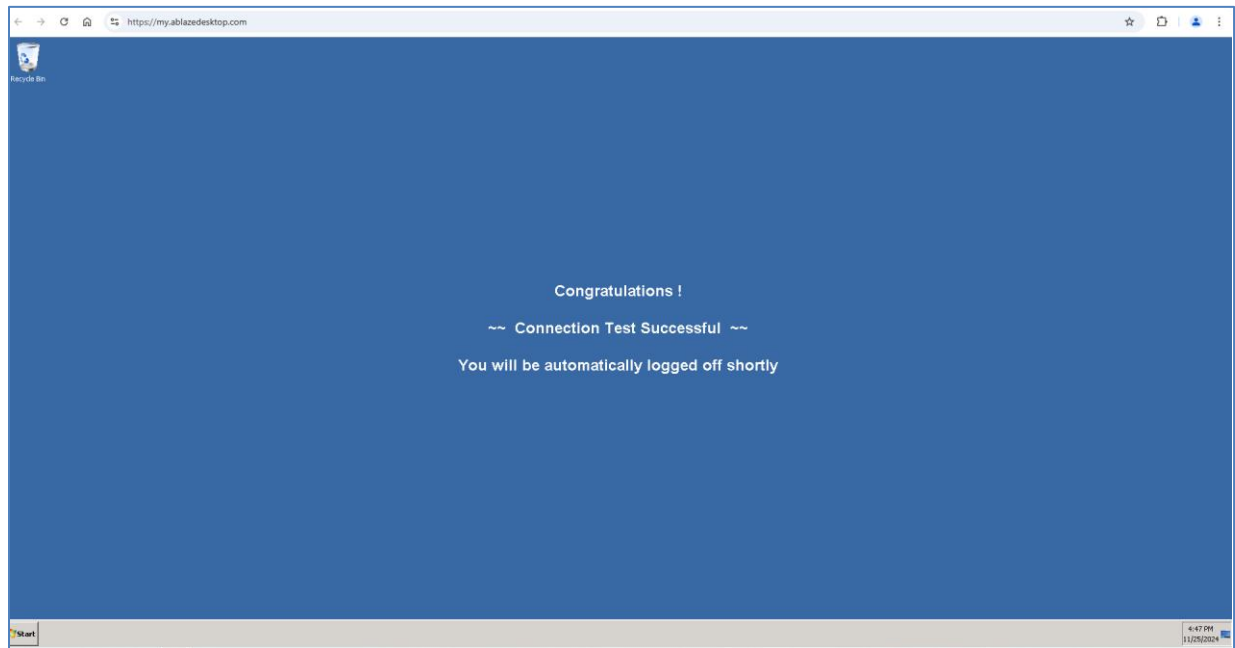 https://my.ablazedesktop.com
Recycle Bin
Congratulations !
~~ Connection Test Successful ~~
You will be automatically logged off shortly
Start
4:47 PM
11/25/2024